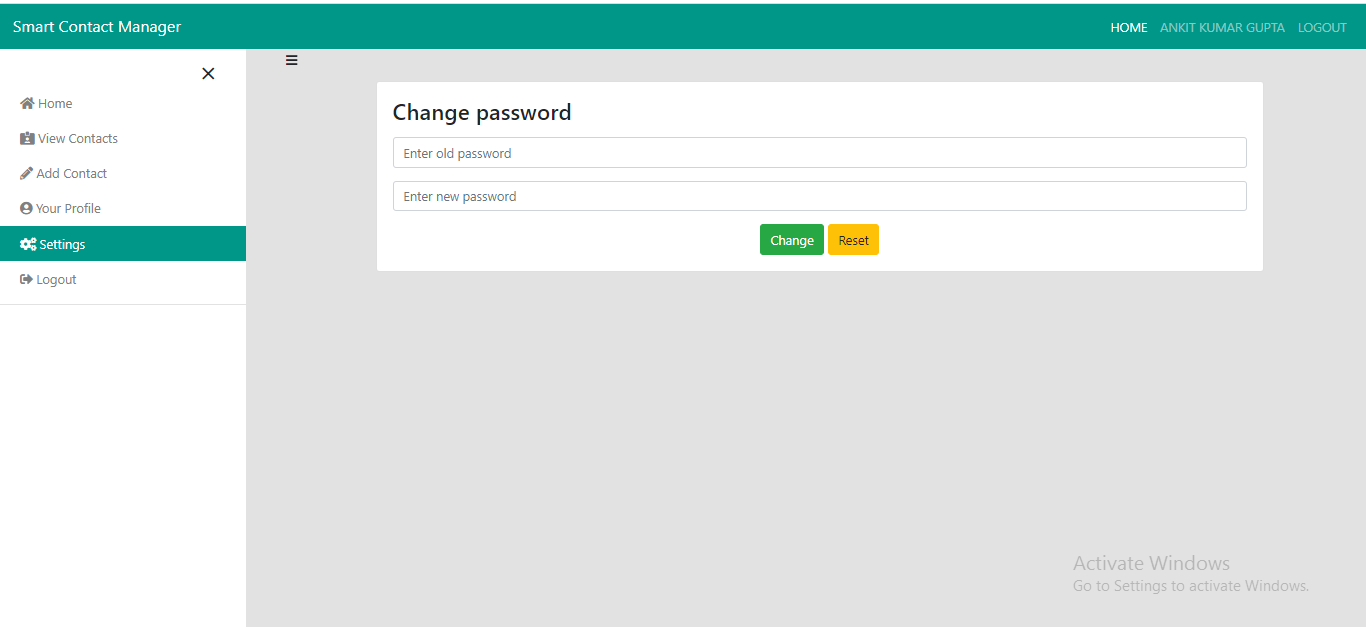 Smart Contact Manager
HOME ANKIT KUMAR GUPTA LOGOUT
Home
View Contacts
Add Contact
Your Profile
Settings
Logout
Change password
Enter old password
Enter new password
Change Reset
Activate Windows
Go to Settings to activate Windows.